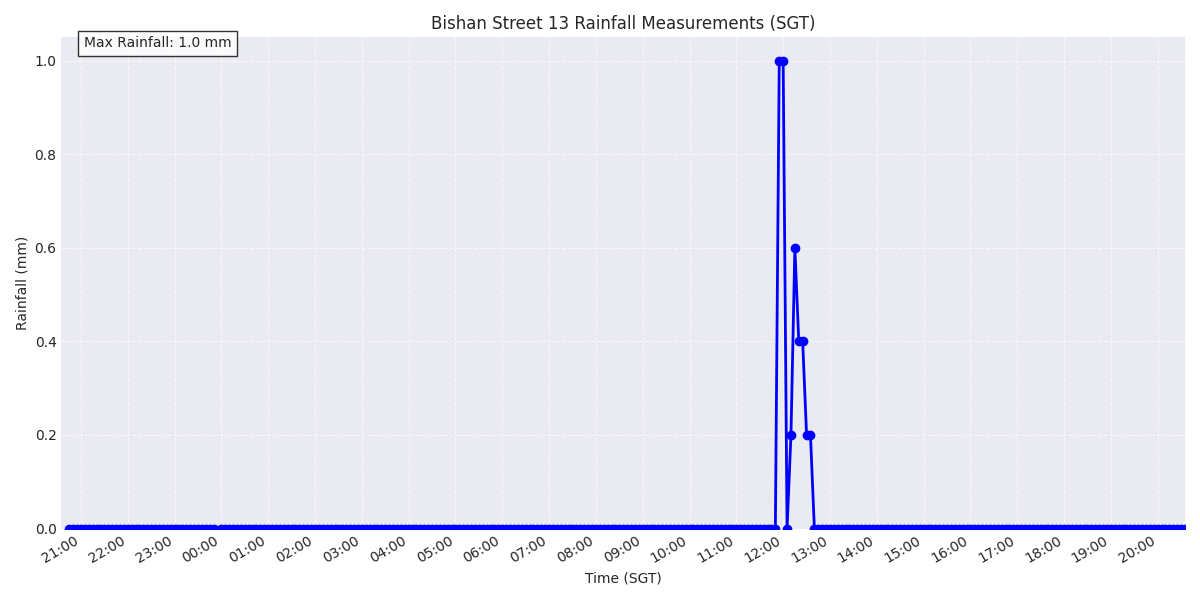 Bishan Street 13 Rainfall Measurements (SGT)
Max Rainfall: 1.0 mm
1.0
0.8
0.6
0.4
0.2
0.0
Rainfall (mm)
21:00 22:00 23:00 00:00 01:00 02:00 03:00 04:00 05:00 06:00 07:00 08:00 09:00 10:00 11:00 12:00 13:00 14:00 15:00 16:00 17:00 18:00 19:00 20:00
Time (SGT)